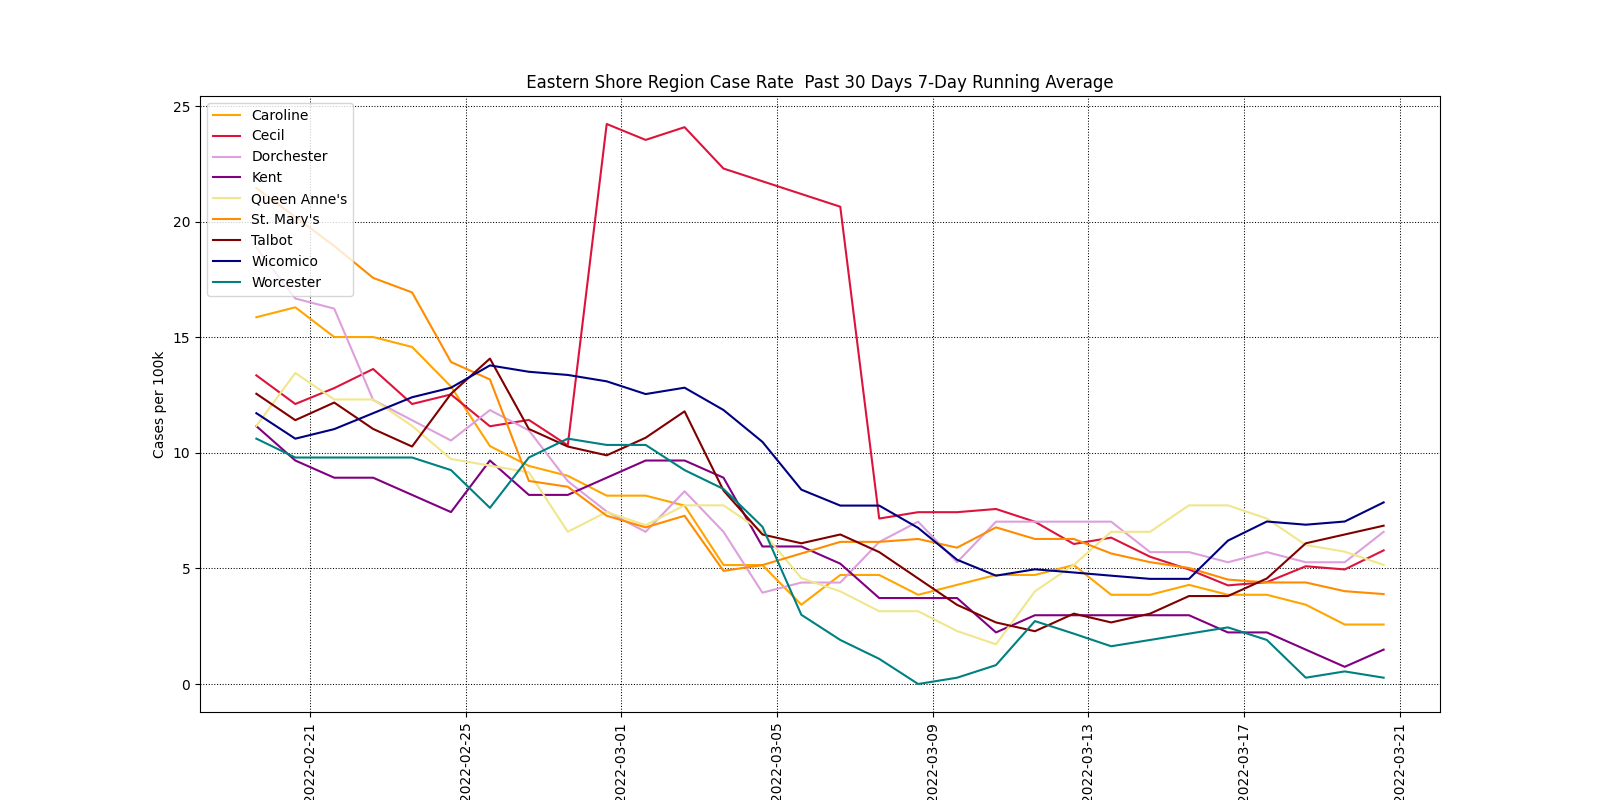 Eastern Shore Region Case Rate  Past 30 Days 7-Day Running Average
Cases per 100k
25
20
15
10
5
0
Caroline
Cecil
Dorchester
Kent
Queen Anne's
St. Mary's
Talbot
Wicomico
Worcester
2022-02-21
2022-02-25
2022-03-01
2022-03-05
2022-03-09
2022-03-13
2022-03-17
2022-03-21